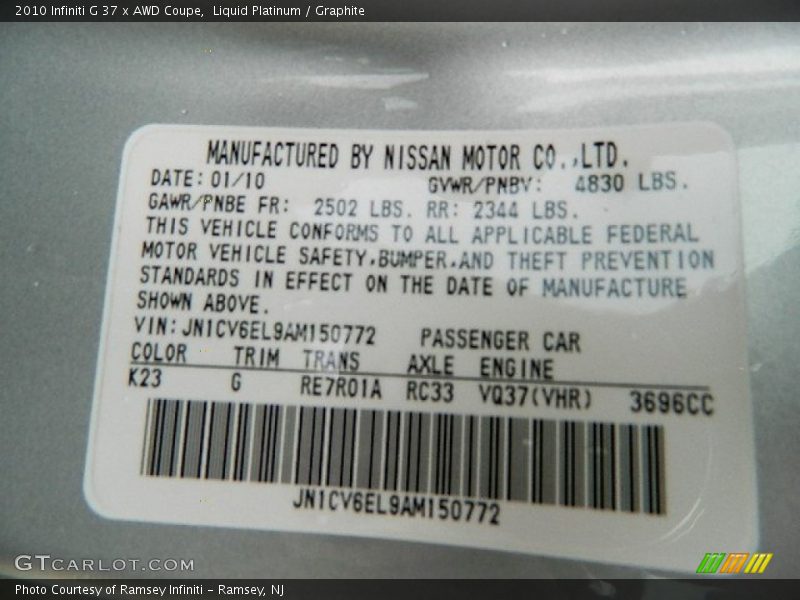 2010 Infiniti G 37 x AWD Coupe,  Liquid Platinum / Graphite
MANUFACTURED BY NISSAN MOTOR CO.,LTD.
DATE: 01/10 GVWR/PNBV: 4830 LBS.
GAWR/PNBE FR: 2502 LBS. RR: 2344 LBS.
THIS VEHICLE CONFORMS TO ALL APPLICABLE FEDERAL
MOTOR VEHICLE SAFETY,BUMPER,AND THEFT PREVENTION
STANDARDS IN EFFECT ON THE DATE OF MANUFACTURE
SHOWN ABOVE.
VIN: JN1CV6EL9AM150772 PASSENGER CAR
COLOR TRIM TRANS AXLE ENGINE
K23 G RE7R01A RC33 VQ37(VHR) 3696CC
JN1CV6EL9AM150772
GTCARLOT.COM
Photo Courtesy of Ramsey Infiniti - Ramsey, NJ